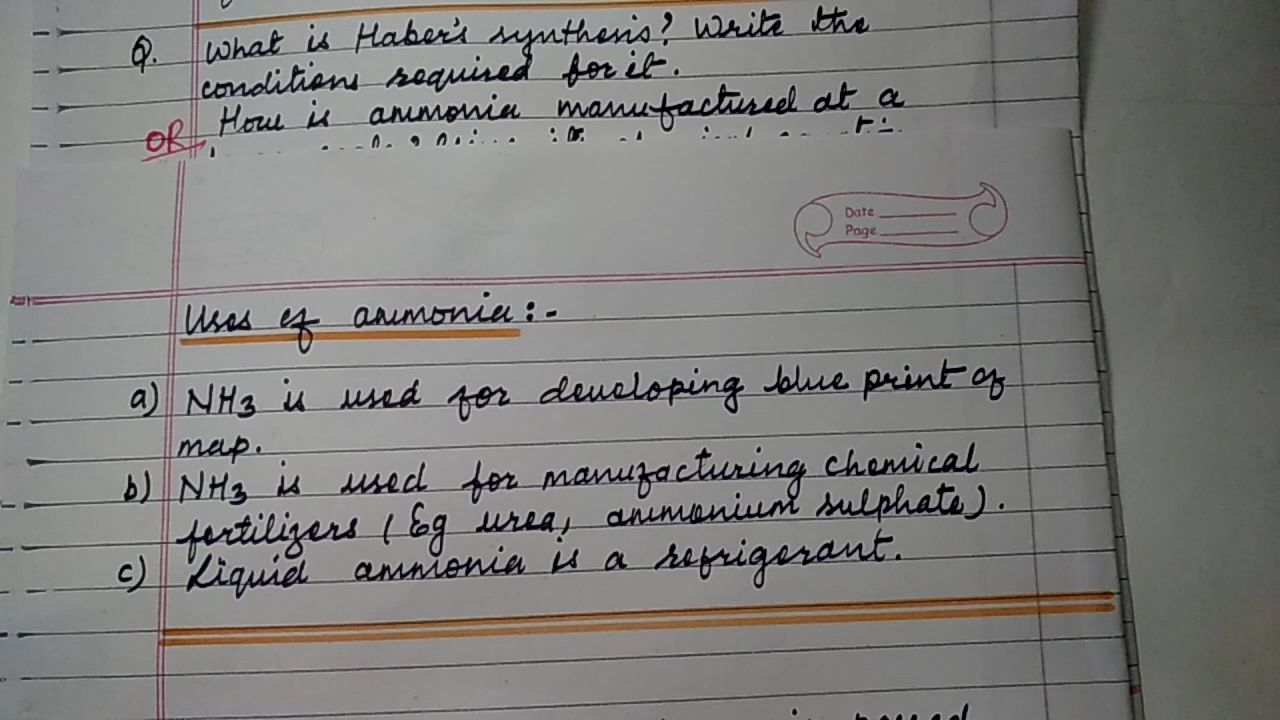 Q. What is Haber's synthesis? Write the
conditions required for it.
OR How is ammonia manufactured at a
Date
Page
Uses of ammonia:-
a) NH3 is used for developing blue print of
map.
b) NH3 is used for manufacturing chemical
fertilizers (Eg urea, ammonium sulphate).
c) Liquid ammonia is a refrigerant.